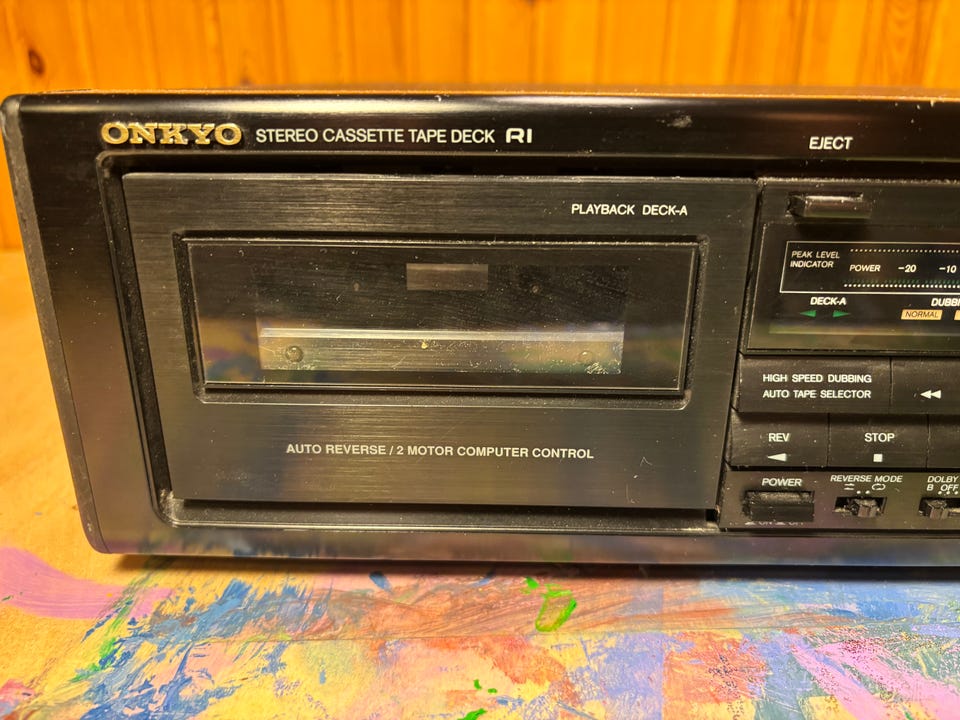 ONKYO STEREO CASSETTE TAPE DECK RI
EJECT
PLAYBACK DECK-A
PEAK LEVEL
INDICATOR
POWER -20 -10
DECK-A
NORMAL
HIGH SPEED DUBBING
AUTO TAPE SELECTOR
AUTO REVERSE / 2 MOTOR COMPUTER CONTROL
REV
STOP
POWER
REVERSE MODE
DOLBY
B OFF